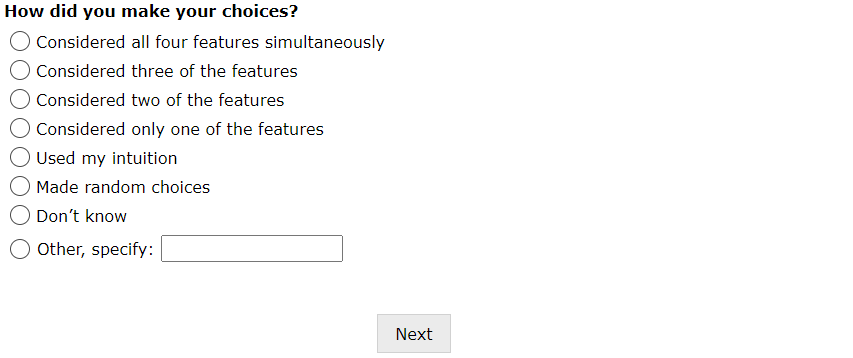 How did you make your choices?
Considered all four features simultaneously
Considered three of the features
Considered two of the features
Considered only one of the features
Used my intuition
Made random choices
Don’t know
Other, specify:
Next